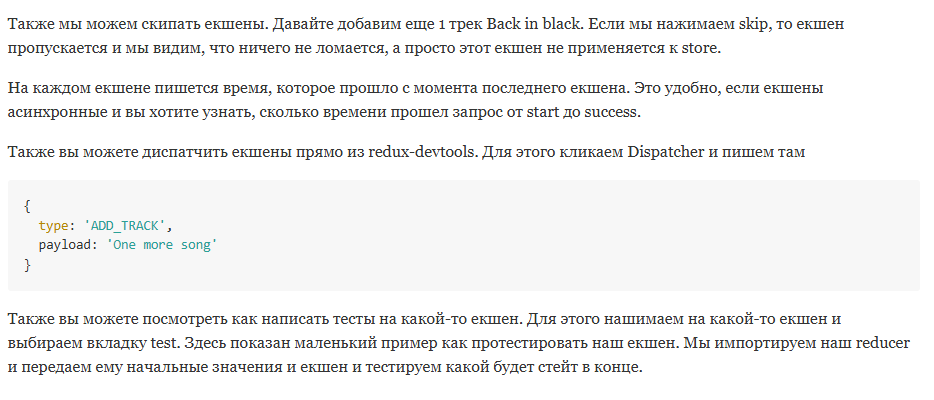 Также мы можем скипать екшены. Давайте добавим еще 1 трек Back in black. Если мы нажимаем skip, то екшен
пропускается и мы видим, что ничего не ломается, а просто этот екшен не применяется к store.
На каждом екшене пишется время, которое прошло с момента последнего екшена. Это удобно, если екшены
асинхронные и вы хотите узнать, сколько времени прошел запрос от start до success.
Также вы можете диспатчить екшены прямо из redux-devtools. Для этого кликаем Dispatcher и пишем там
{
  type: 'ADD_TRACK',
  payload: 'One more song'
}
Также вы можете посмотреть как написать тесты на какой-то екшен. Для этого нашимаем на какой-то екшен и
выбираем вкладку test. Здесь показан маленький пример как протестировать наш екшен. Мы импортируем наш reducer
и передаем ему начальные значения и екшен и тестируем какой будет стейт в конце.